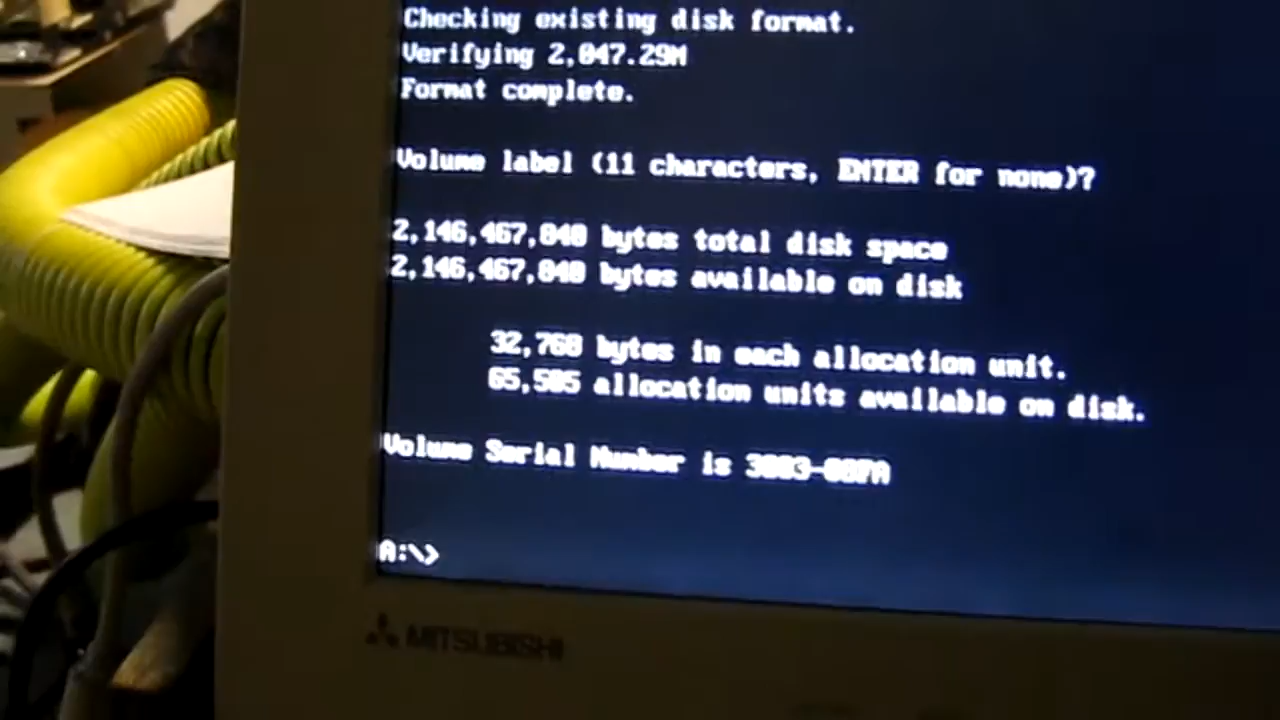 Checking existing disk format.
Verifying 2,047.29M
Format complete.
Volume label (11 characters, ENTER for none)?
2,146,467,840 bytes total disk space
2,146,467,840 bytes available on disk
32,768 bytes in each allocation unit.
65,505 allocation units available on disk.
Volume Serial Number is
A:\>
MITSUBISHI